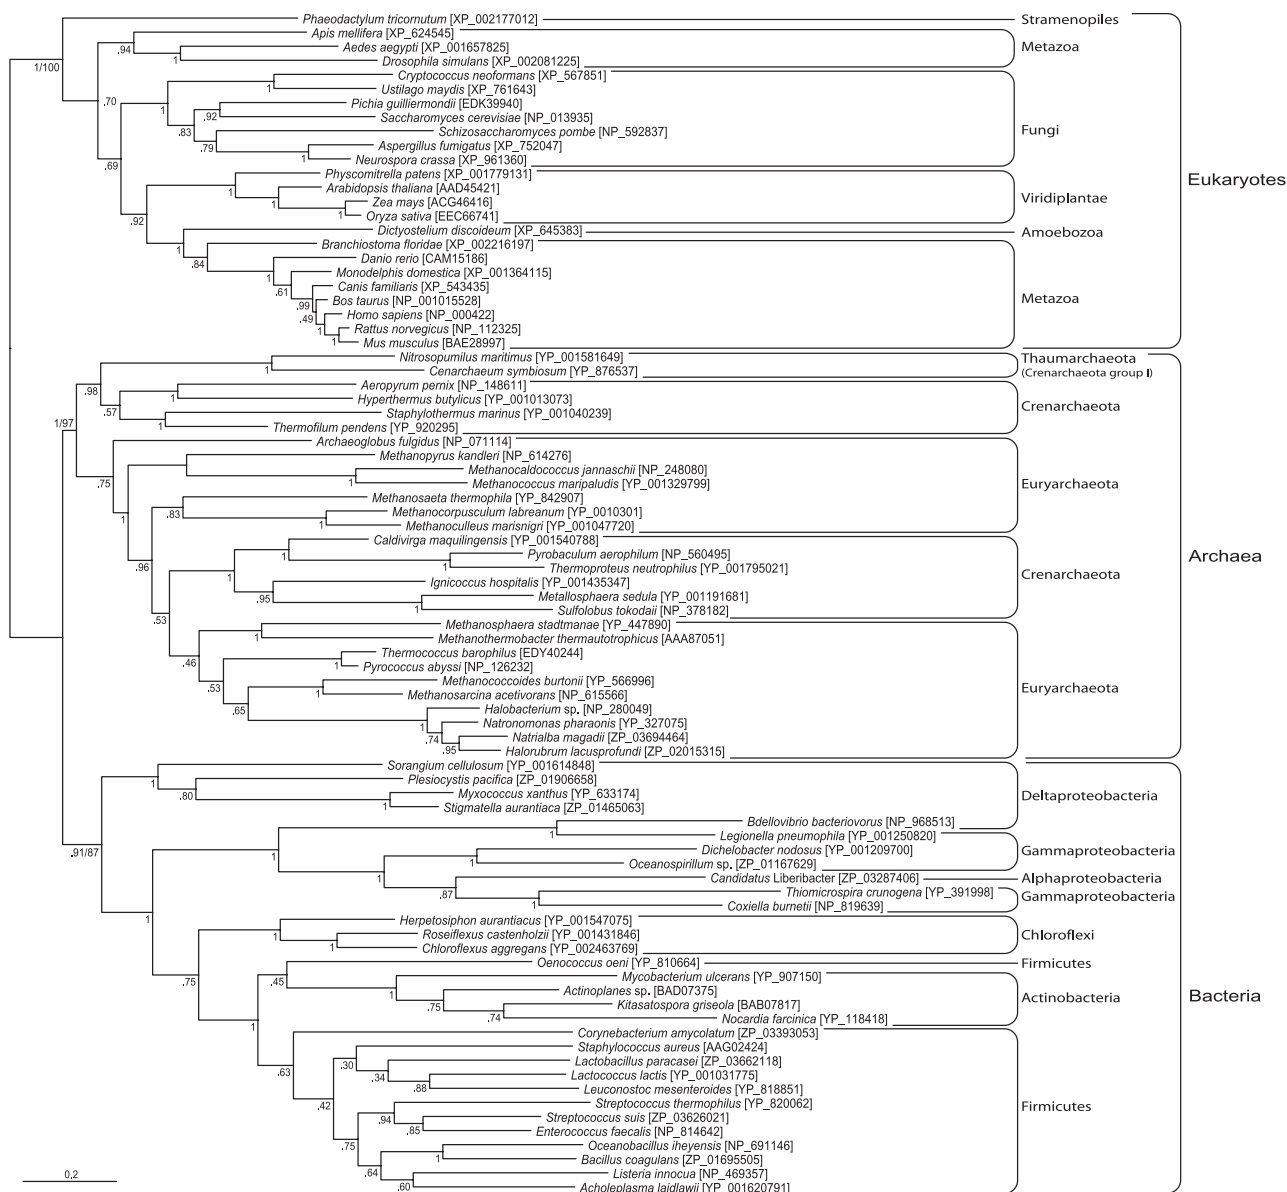 Phaeodactylum tricornutum [XP_002177012] Stramenopiles
Apis mellifera [XP_624545]
.94 Aedes aegypti [XP_001657825] Metazoa
1 Drosophila simulans [XP_002081225]
1/100
Cryptococcus neoformans [XP_567851]
1 Ustilago maydis [XP_761643]
.70 1 Pichia guilliermondii [EDK39940]
.92 Saccharomyces cerevisiae [NP_013935]
.83 Schizosaccharomyces pombe [NP_592837] Fungi
.79 Aspergillus fumigatus [XP_752047]
.69 1 Neurospora crassa [XP_961360]
Physcomitrella patens [XP_001779131] Eukaryotes
1 Arabidopsis thaliana [AAD45421]
1 Zea mays [ACG46416] Viridiplantae
.92 1 Oryza sativa [EEC66741]
Dictyostelium discoideum [XP_645383] Amoebozoa
1 Branchiostoma floridae [XP_002216197]
.84 Danio rerio [CAM15186]
1 Monodelphis domestica [XP_001364115]
.61 Canis familiaris [XP_543435]
.99 Bos taurus [NP_001015528] Metazoa
.49 Homo sapiens [NP_000422]
1 Rattus norvegicus [NP_112325]
1 Mus musculus [BAE28997]
Nitrosopumilus maritimus [YP_001581649] Thaumarchaeota
1 Cenarchaeum symbiosum [YP_876537] (Crenarchaeota group I)
.98 Aeropyrum pernix [NP_148611]
1 Hyperthermus butylicus [YP_001013073]
.57 Staphylothermus marinus [YP_001040239] Crenarchaeota
1/97 1 Thermofilum pendens [YP_920295]
Archaeoglobus fulgidus [NP_071114]
Methanopyrus kandleri [NP_614276]
.75 Methanocaldococcus jannaschii [NP_248080]
1 Methanococcus maripaludis [YP_001329799] Euryarchaeota
Methanosaeta thermophila [YP_842907]
1 .83 Methanocorpusculum labreanum [YP_0010301]
1 Methanoculleus marisnigri [YP_001047720]
Caldivirga maquilingensis [YP_001540788]
.96 1 Pyrobaculum aerophilum [NP_560495] Archaea
1 Thermoproteus neutrophilus [YP_001795021]
1 Ignicoccus hospitalis [YP_001435347] Crenarchaeota
.95 Metallosphaera sedula [YP_001191681]
1 Sulfolobus tokodaii [NP_378182]
.53 Methanosphaera stadtmanae [YP_447890]
1 Methanothermobacter thermautotrophicus [AAA87051]
.46 Thermococcus barophilus [EDY40244]
1 Pyrococcus abyssi [NP_126232]
.53 Methanococcoides burtonii [YP_566996]
1 Methanosarcina acetivorans [NP_615566] Euryarchaeota
.65 Halobacterium sp. [NP_280049]
1 Natronomonas pharaonis [YP_327075]
.74 Natrialba magadii [ZP_03694464]
.95 Halorubrum lacusprofundi [ZP_02015315]
Sorangium cellulosum [YP_001614848]
1 Plesiocystis pacifica [ZP_01906658]
.80 Myxococcus xanthus [YP_633174] Deltaproteobacteria
1 Stigmatella aurantiaca [ZP_01465063]
Bdellovibrio bacteriovorus [NP_968513]
1 Legionella pneumophila [YP_001250820]
.91/87 1 Dichelobacter nodosus [YP_001209700] Gammaproteobacteria
1 Oceanospirillum sp. [ZP_01167629]
1 Candidatus Liberibacter [ZP_03287406] Alphaproteobacteria
.87 Thiomicrospira crunogena [YP_391998] Gammaproteobacteria
1 Coxiella burnetii [NP_819639]
1 Herpetosiphon aurantiacus [YP_001547075]
1 Roseiflexus castenholzii [YP_001431846] Chloroflexi
1 Chloroflexus aggregans [YP_002463769]
Oenococcus oeni [YP_810664] Firmicutes
.75 .45 Mycobacterium ulcerans [YP_907150]
1 Actinoplanes sp. [BAD07375] Actinobacteria Bacteria
.75 Kitasatospora griseola [BAB07817]
.74 Nocardia farcinica [YP_118418]
1 Corynebacterium amycolatum [ZP_03393053]
Staphylococcus aureus [AAG02424]
.63 .30 Lactobacillus paracasei [ZP_03662118]
.34 Lactococcus lactis [YP_001031775]
.88 Leuconostoc mesenteroides [YP_818851]
.42 Streptococcus thermophilus [YP_820062] Firmicutes
.94 Streptococcus suis [ZP_03626021]
.85 Enterococcus faecalis [NP_814642]
.75 Oceanobacillus iheyensis [NP_691146]
1 Bacillus coagulans [ZP_01695505]
.64 Listeria innocua [NP_469357]
0,2 .60 Acholeplasma laidlawii [YP_001620791]